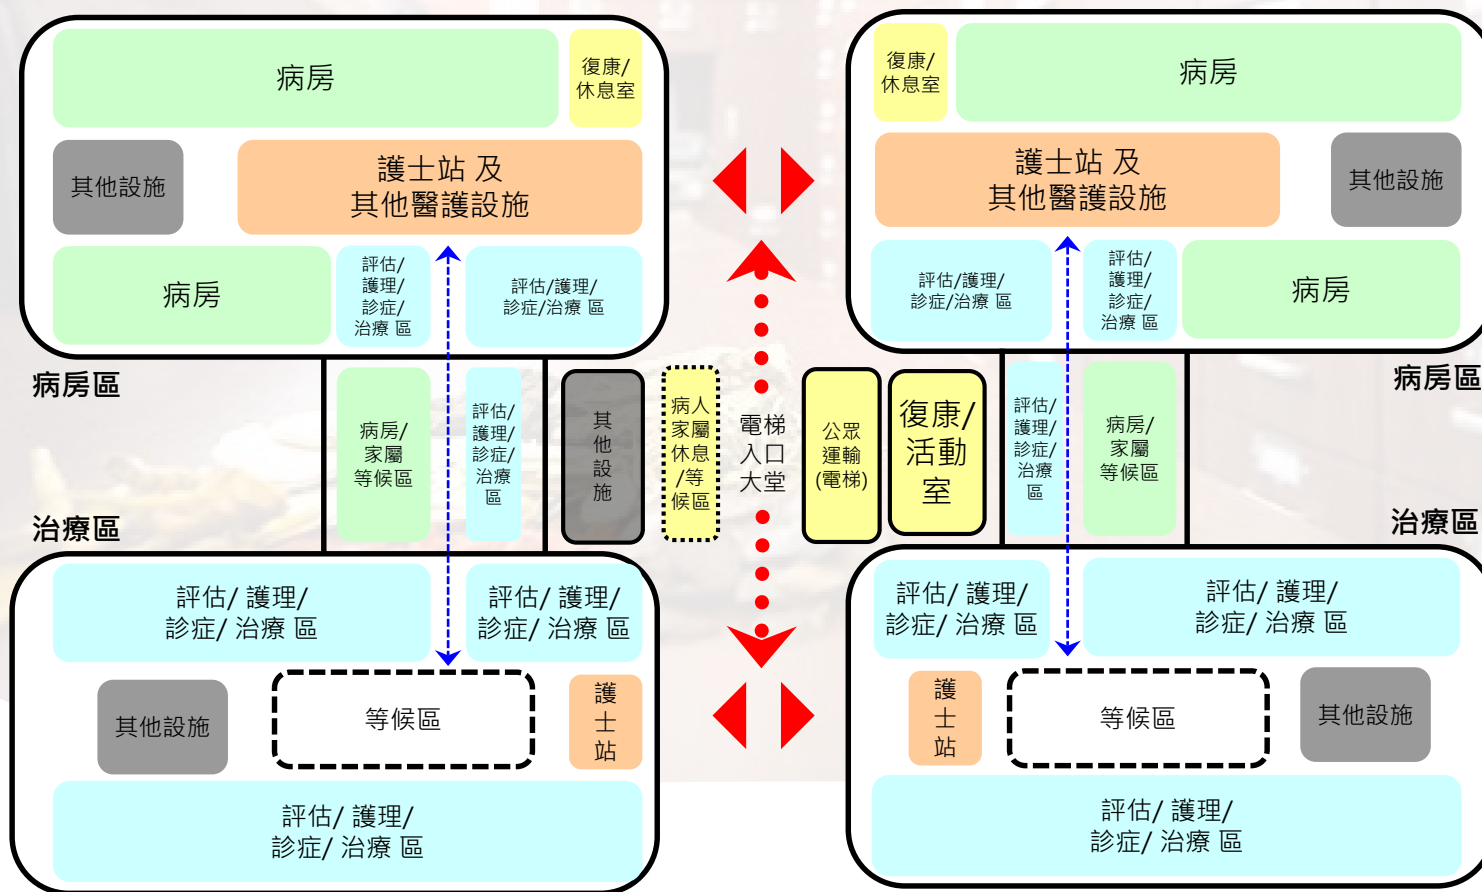 病房
復康/
休息室
其他設施
護士站 及
其他醫護設施
病房
評估/
護理/
診症/
治療 區
評估/護理/
診症/治療 區
復康/
休息室
病房
護士站 及
其他醫護設施
其他設施
評估/護理/
診症/治療 區
評估/
護理/
診症/
治療 區
病房
病房區
治療區
病房/
家屬
等候區
評估/
護理/
診症/
治療
區
其
他
設
施
病人
家屬
休息
/等
候區
電梯
入口
大堂
公眾
運輸
(電梯)
復康/
活動
室
評估/
護理/
診症/
治療
區
病房/
家屬
等候區
病房區
治療區
評估/ 護理/
診症/ 治療 區
評估/ 護理/
診症/ 治療 區
其他設施
等候區
護
士
站
評估/ 護理/
診症/ 治療 區
評估/ 護理/
診症/ 治療 區
評估/ 護理/
診症/ 治療 區
護
士
站
等候區
其他設施
評估/ 護理/
診症/ 治療 區